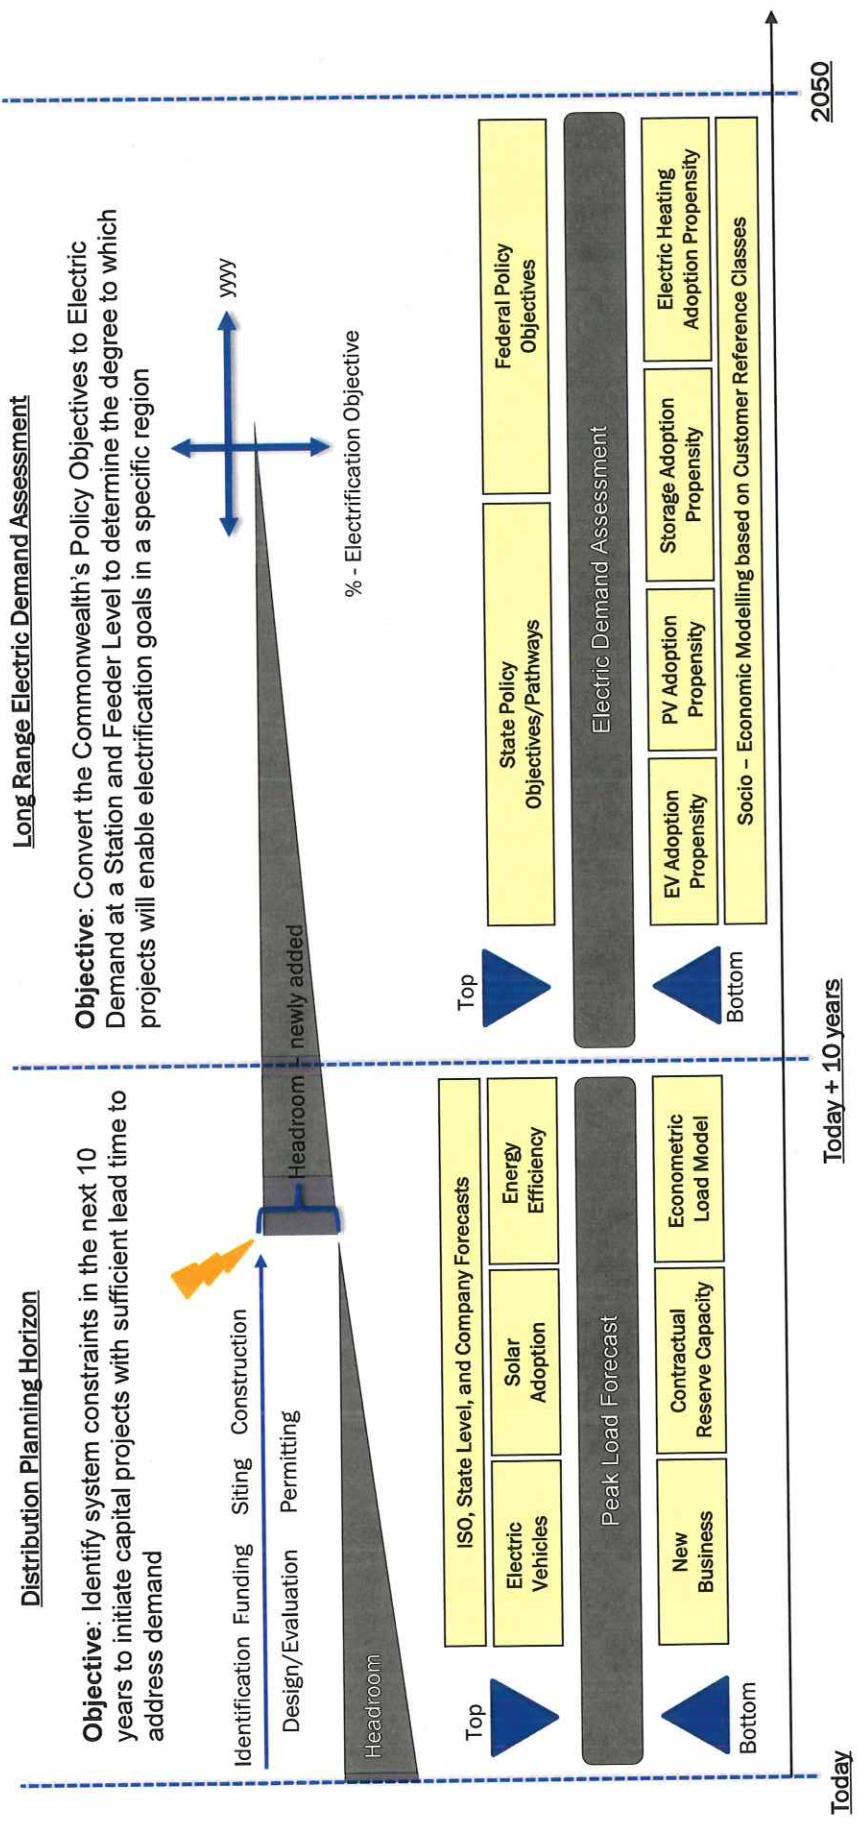 Distribution Planning Horizon
Objective: Identify system constraints in the next 10
years to initiate capital projects with sufficient lead time to
address demand
Identification Funding Siting Construction
Design/Evaluation Permitting
Headroom
Headroom – newly added
Top
ISO, State Level, and Company Forecasts
Electric
Vehicles
Solar
Adoption
Energy
Efficiency
Peak Load Forecast
New
Business
Contractual
Reserve Capacity
Econometric
Load Model
Bottom
Long Range Electric Demand Assessment
Objective: Convert the Commonwealth's Policy Objectives to Electric
Demand at a Station and Feeder Level to determine the degree to which
projects will enable electrification goals in a specific region
yyyy
% - Electrification Objective
Top
State Policy
Objectives/Pathways
Federal Policy
Objectives
Electric Demand Assessment
EV Adoption
Propensity
PV Adoption
Propensity
Storage Adoption
Propensity
Electric Heating
Adoption Propensity
Socio – Economic Modelling based on Customer Reference Classes
Bottom
Today
Today + 10 years
2050